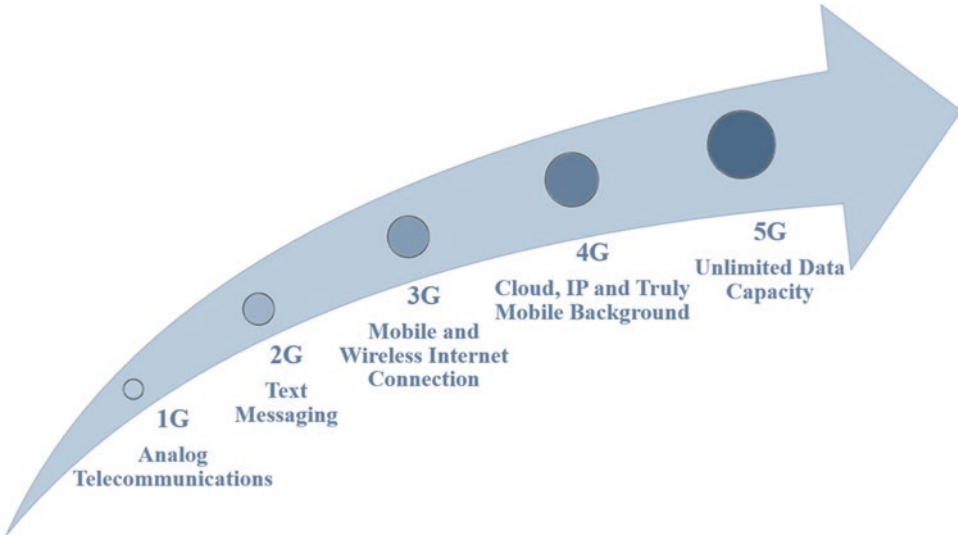 1G
Analog
Telecommunications
2G
Text
Messaging
3G
Mobile and
Wireless Internet
Connection
4G
Cloud, IP and Truly
Mobile Background
5G
Unlimited Data
Capacity